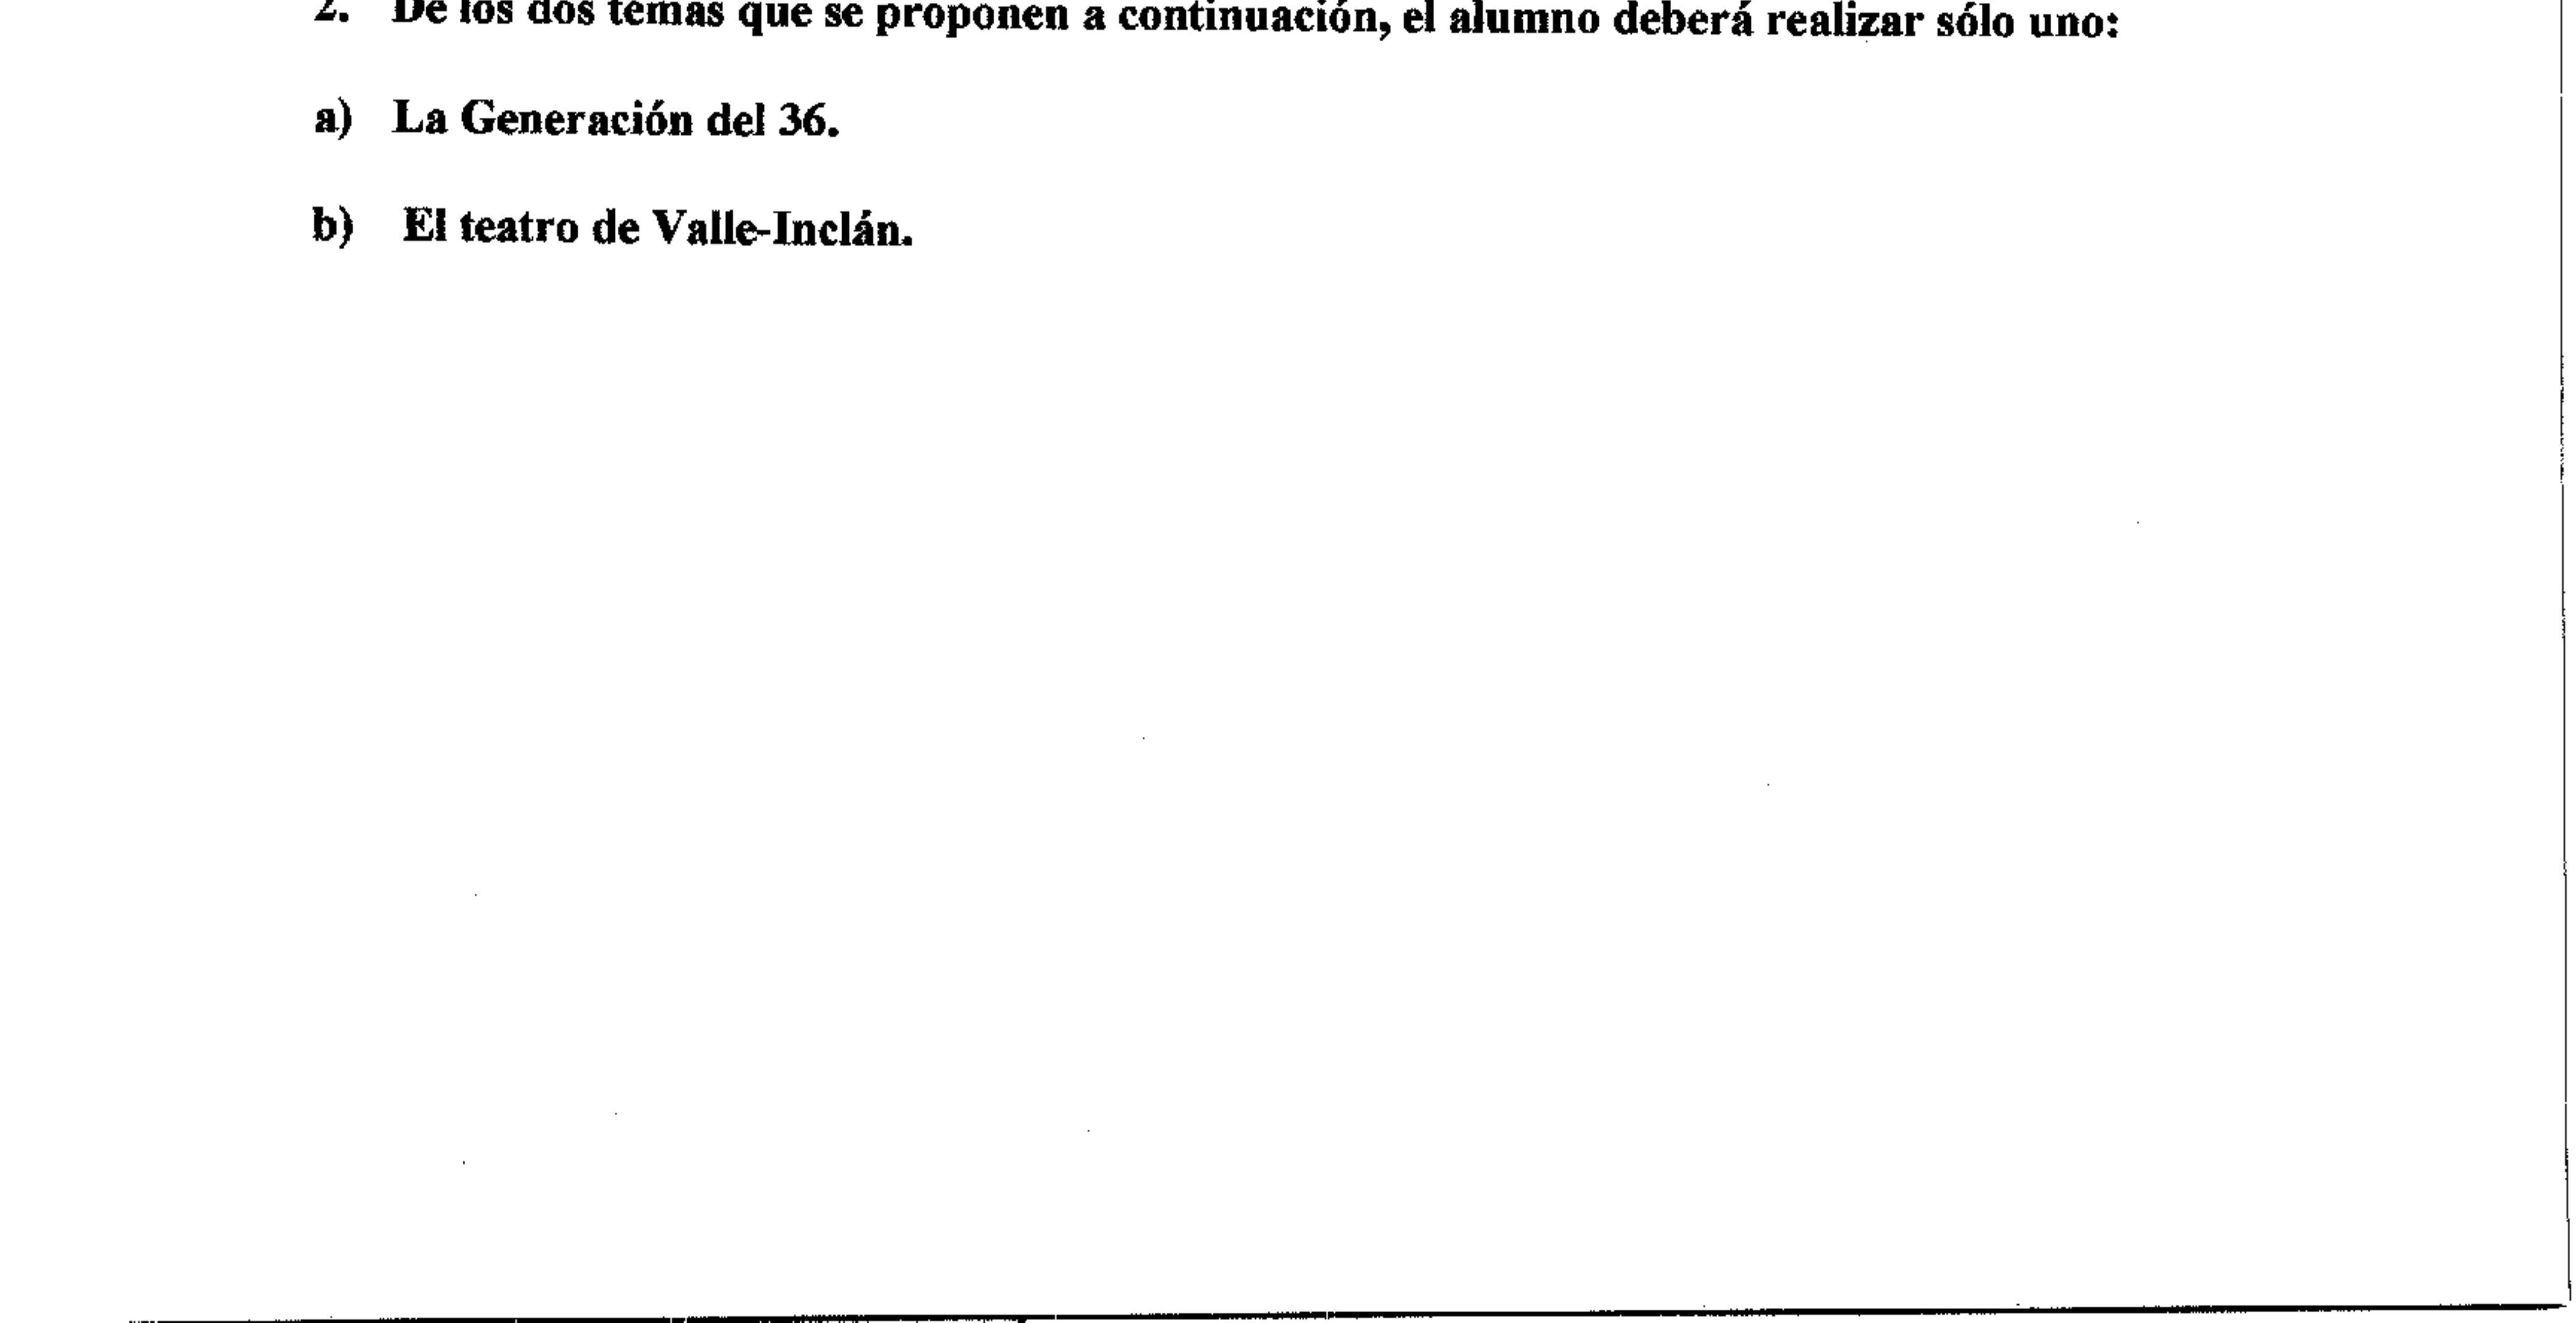 2. De los dos temas que se proponen a continuación, el alumno deberá realizar sólo uno:
a) La Generación del 36.
b) El teatro de Valle-Inclán.